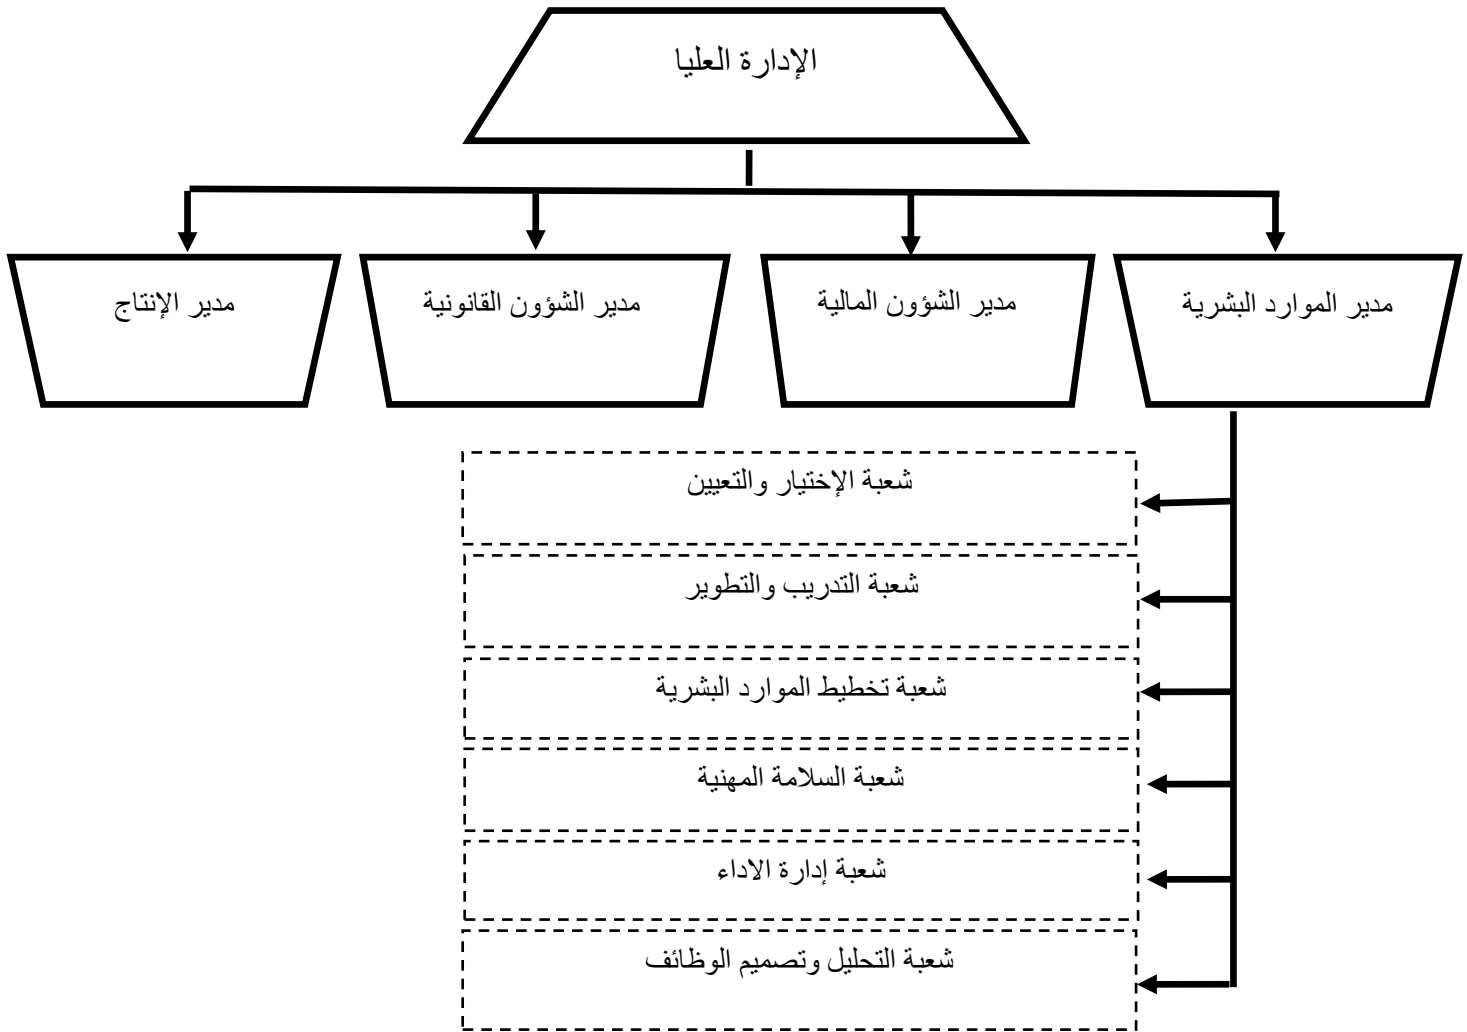 الإدارة العليا
مدير الموارد البشرية
مدير الشؤون المالية
مدير الشؤون القانونية
مدير الإنتاج
شعبة الإختيار والتعيين
شعبة التدريب والتطوير
شعبة تخطيط الموارد البشرية
شعبة السلامة المهنية
شعبة إدارة الاداء
شعبة التحليل وتصميم الوظائف